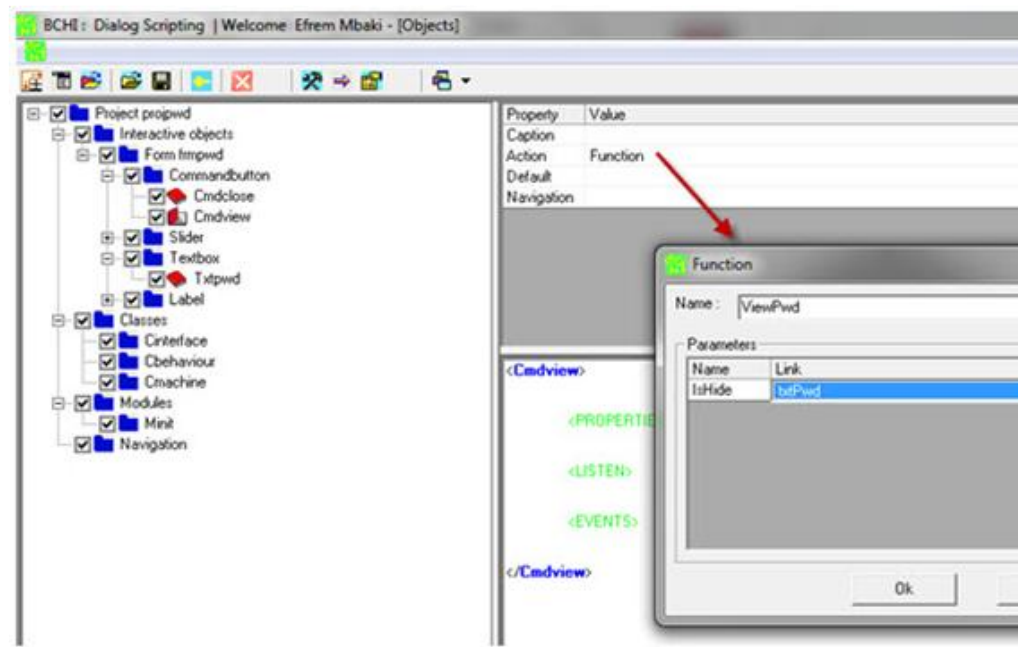 BCHI : Dialog Scripting | Welcome Efrem Mbaki - [Objects]
Project projpwd
Interactive objects
Form frmpwd
Commandbutton
Cmdclose
Cmdview
Slider
Textbox
Txtpwd
Label
Classes
Cinterface
Cbehaviour
Cmachine
Modules
Minit
Navigation
Property Value
Caption
Action Function
Default
Navigation
<Cmdview>
<PROPERTIE
<LISTEN>
<EVENTS>
</Cmdview>
Function
Name : ViewPwd
Parameters
Name Link
IsHide txtPwd
Ok